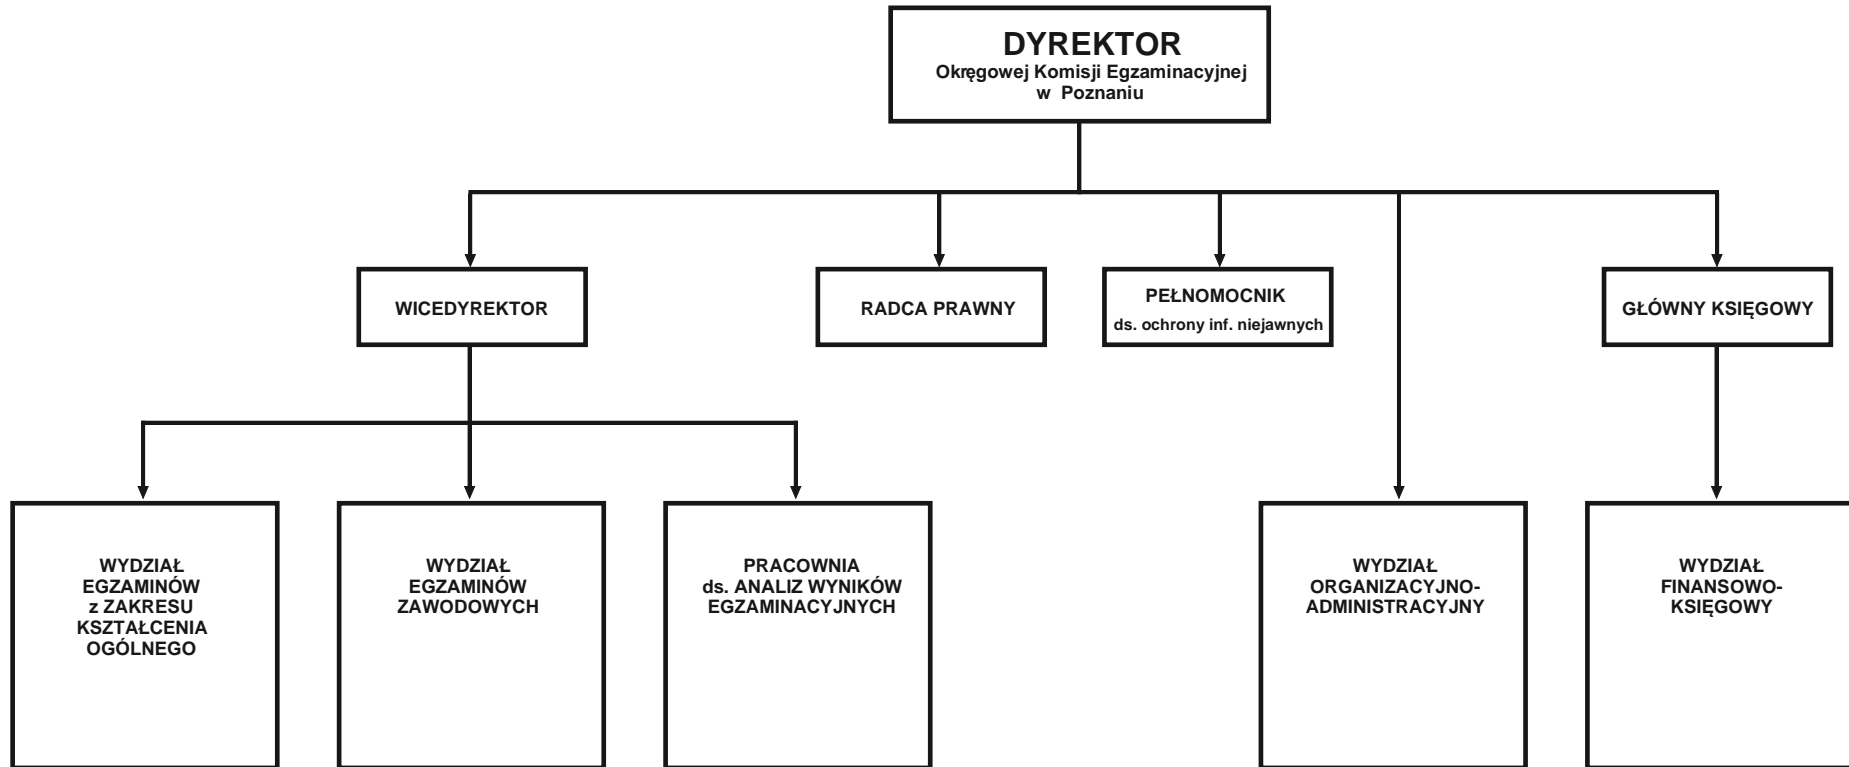 DYREKTOR
Okręgowej Komisji Egzaminacyjnej
w Poznaniu
WICEDYREKTOR
RADCA PRAWNY
PEŁNOMOCNIK
ds. ochrony inf. niejawnych
GŁÓWNY KSIĘGOWY
WYDZIAŁ
EGZAMINÓW
z ZAKRESU
KSZTAŁCENIA
OGÓLNEGO
WYDZIAŁ
EGZAMINÓW
ZAWODOWYCH
PRACOWNIA
ds. ANALIZ WYNIKÓW
EGZAMINACYJNYCH
WYDZIAŁ
ORGANIZACYJNO-
ADMINISTRACYJNY
WYDZIAŁ
FINANSOWO-
KSIĘGOWY